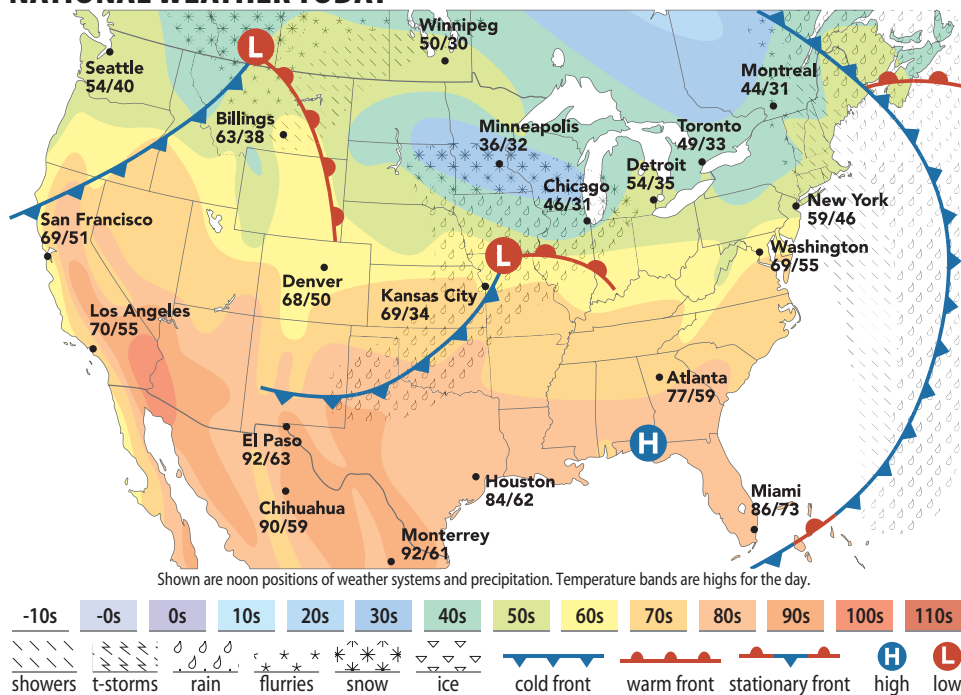 NATIONAL WEATHER TODAY
Winnipeg
50/30
L
Seattle
54/40
Montreal
44/31
Billings
63/38
Minneapolis
36/32
Toronto
49/33
Detroit
54/35
Chicago
46/31
New York
59/46
San Francisco
69/51
Washington
69/55
L
Denver
68/50
Kansas City
69/34
Los Angeles
70/55
Atlanta
77/59
H
El Paso
92/63
Houston
84/62
Chihuahua
90/59
Miami
86/73
Monterrey
92/61
Shown are noon positions of weather systems and precipitation. Temperature bands are highs for the day.
-10s -0s 0s 10s 20s 30s 40s 50s 60s 70s 80s 90s 100s 110s
H L
showers t-storms rain flurries snow ice cold front warm front stationary front high low